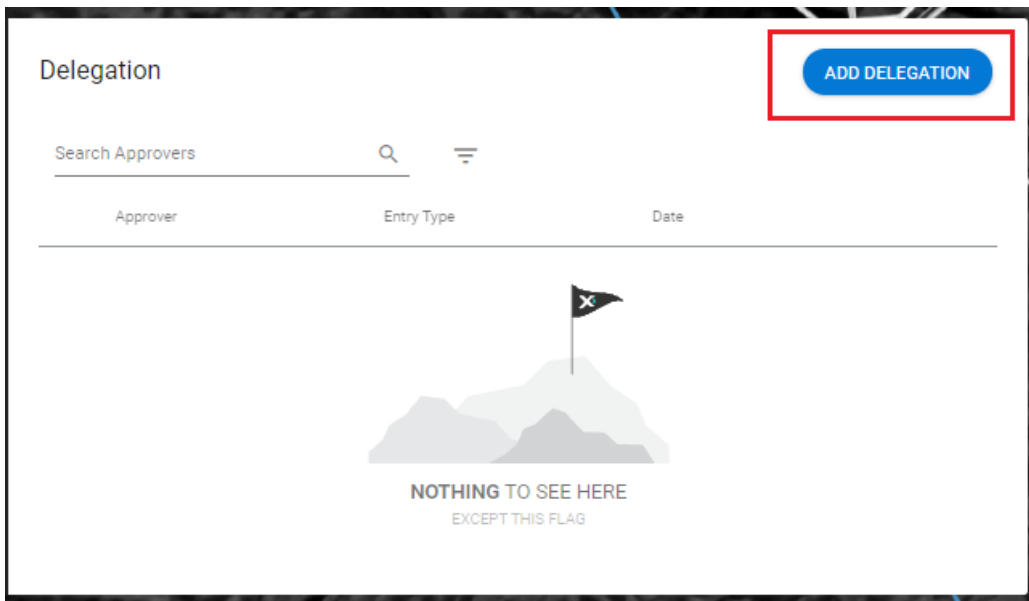 Delegation
ADD DELEGATION
Search Approvers
Approver Entry Type Date
X
NOTHING TO SEE HERE
EXCEPT THIS FLAG